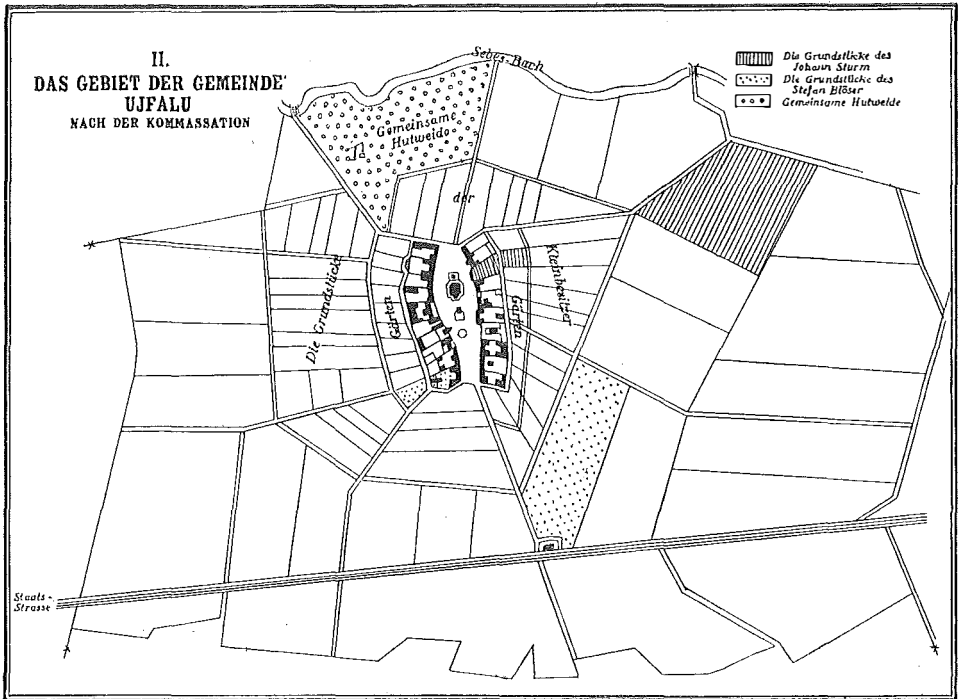 II.
DAS GEBIET DER GEMEINDE
UJFALU
NACH DER KOMMASSATION
Sebes-Bach
Die Grundstücke des
Johann Sturm
Die Grundstücke des
Stefan Blöser
Gemeinsame Hutweide
Gemeinsame
Hutweide
der
Die Grundstücke
Gärten
Gärten
Kleinbesitzer
Staats-
Strasse